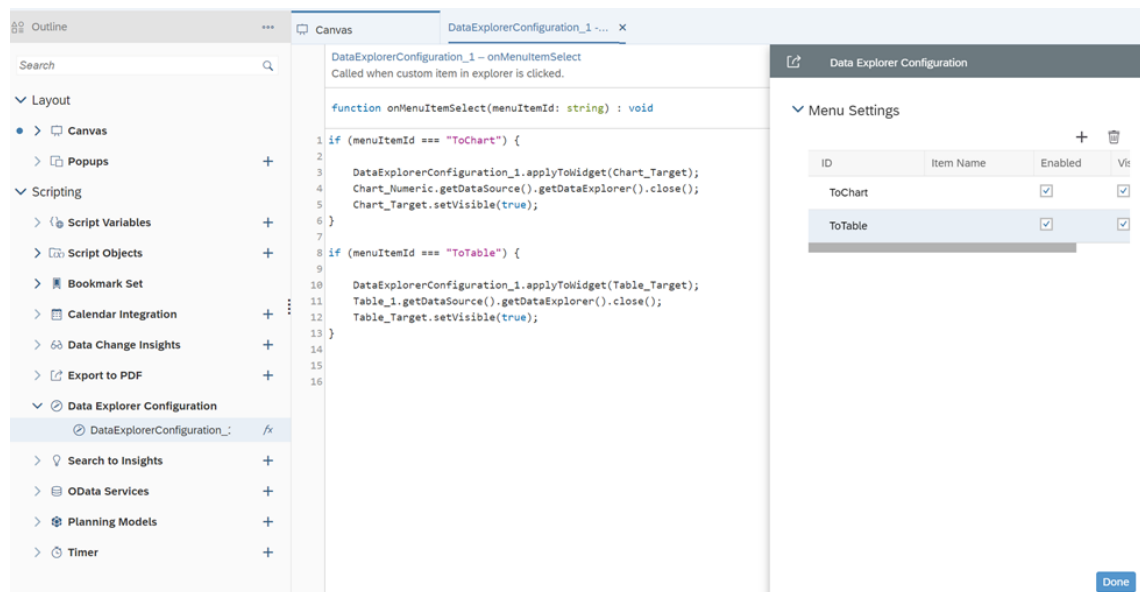 Outline
Search
Layout
Canvas
Popups
Scripting
Script Variables
Script Objects
Bookmark Set
Calendar Integration
Data Change Insights
Export to PDF
Data Explorer Configuration
DataExplorerConfiguration_:
Search to Insights
OData Services
Planning Models
Timer
Canvas
DataExplorerConfiguration_1 -... ×
DataExplorerConfiguration_1 – onMenuItemSelect
Called when custom item in explorer is clicked.
function onMenuItemSelect(menuItemId: string) : void
1 if (menuItemId === "ToChart") {
2
3 DataExplorerConfiguration_1.applyToWidget(Chart_Target);
4 Chart_Numeric.getDataSource().getDataExplorer().close();
5 Chart_Target.setVisible(true);
6 }
7
8 if (menuItemId === "ToTable") {
9
10 DataExplorerConfiguration_1.applyToWidget(Table_Target);
11 Table_1.getDataSource().getDataExplorer().close();
12 Table_Target.setVisible(true);
13 }
14
15
16
Data Explorer Configuration
Menu Settings
ID Item Name Enabled Vis
ToChart
ToTable
Done